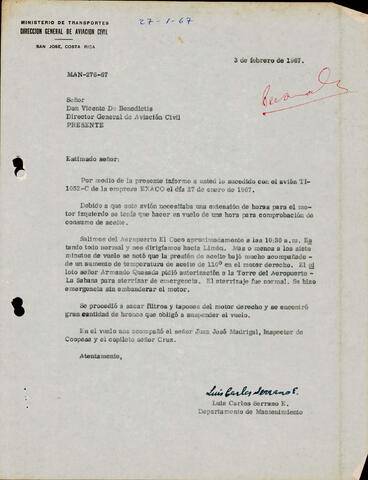 27-1-67
MINISTERIO DE TRANSPORTES
DIRECCION GENERAL DE AVIACION CIVIL
SAN JOSE, COSTA RICA
3 de febrero de 1967.
MAN-276-67
Señor
Don Vicente De Benedictis
Director General de Aviación Civil
PRESENTE
Estimado señor:
Por medio de la presente informo a usted lo sucedido con el avión TI-
1052-C de la empresa EXACO el día 27 de enero de 1967.
Debido a que este avión necesitaba una extensión de horas para el mo-
tor izquierdo se tenía que hacer un vuelo de una hora para comprobación de
consumo de aceite.
Salimos del Aeropuerto El Coco aproximadamente a las 10:30 a.m. Es-
tando todo normal y nos dirigíamos hacia Limón. Mas o menos a los siete
minutos de vuelo se notó que la presión de aceite bajó mucho acompañado -
de un aumento de temperatura de aceite de 110° en el motor derecho. El pi
loto señor Armando Quesada pidió autorización a la Torre del Aeropuerto -
La Sabana para aterrizar de emergencia. El aterrizaje fue normal. Se hizo
emergencia sin embanderar el motor.
Se procedió a sacar filtros y tapones del motor derecho y se encontró
gran cantidad de bronce que obligó a suspender el vuelo.
En el vuelo nos acompañó el señor Juan José Madrigal, Inspector de
Coopesa y el copiloto señor Cruz.
Atentamente,
Luis Carlos Serrano E.
Luis Carlos Serrano E.
Departamento de Mantenimiento